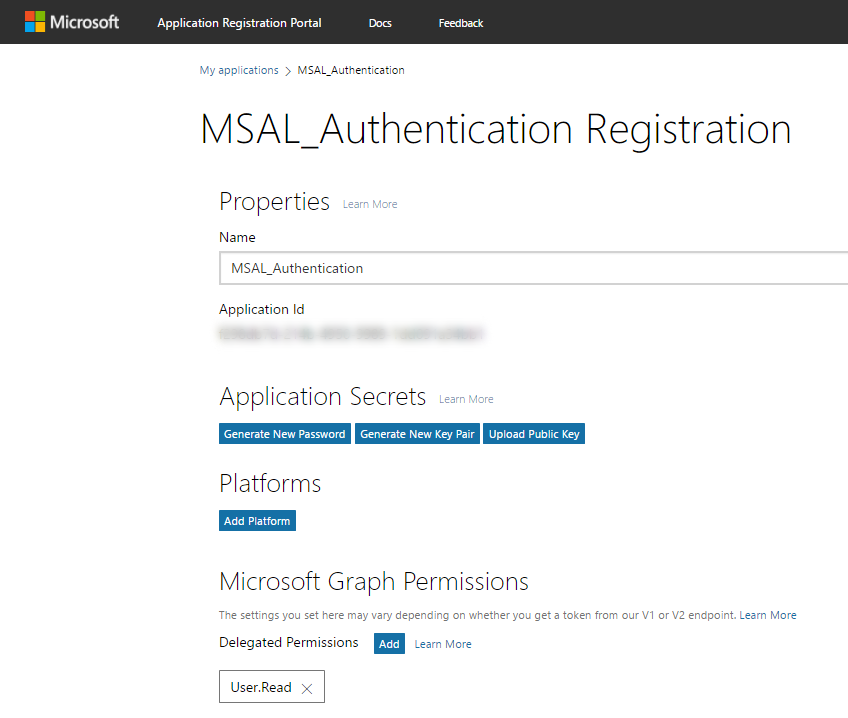 Microsoft Application Registration Portal Docs Feedback
My applications > MSAL_Authentication
MSAL_Authentication Registration
Properties Learn More
Name
MSAL_Authentication
Application Id
Application Secrets Learn More
Generate New Password Generate New Key Pair Upload Public Key
Platforms
Add Platform
Microsoft Graph Permissions
The settings you set here may vary depending on whether you get a token from our V1 or V2 endpoint. Learn More
Delegated Permissions Add Learn More
User.Read